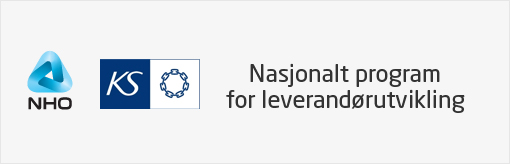 NHO
KS
Nasjonalt program
for leverandørutvikling